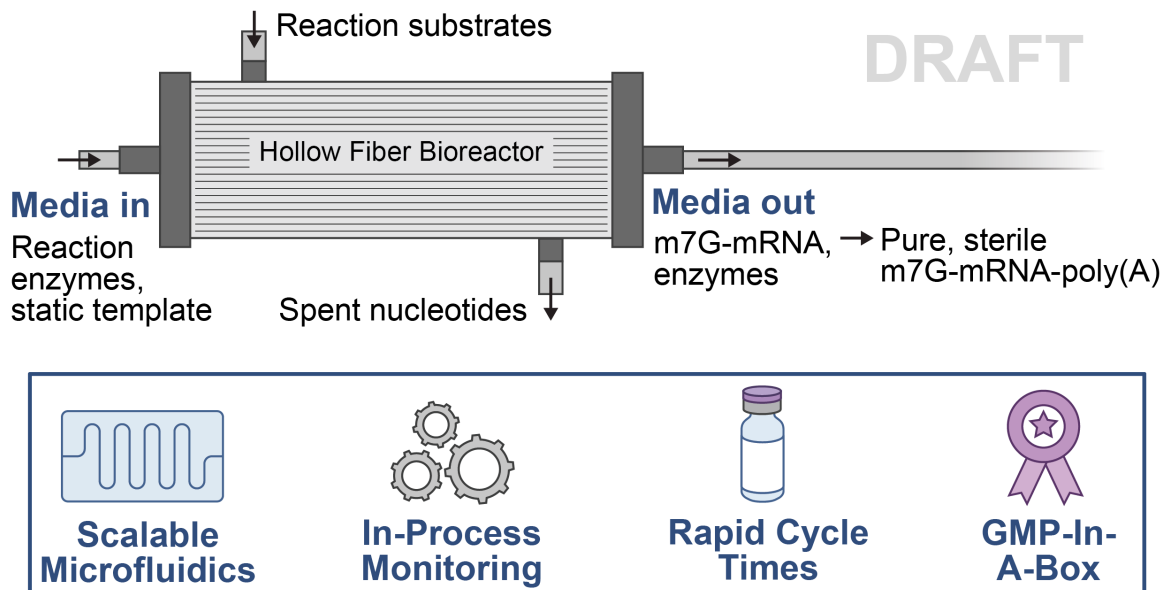 Reaction substrates
DRAFT
Hollow Fiber Bioreactor
Media in
Reaction
enzymes,
static template
Media out
m7G-mRNA,
enzymes
Pure, sterile
m7G-mRNA-poly(A)
Spent nucleotides
Scalable
Microfluidics
In-Process
Monitoring
Rapid Cycle
Times
GMP-In-
A-Box